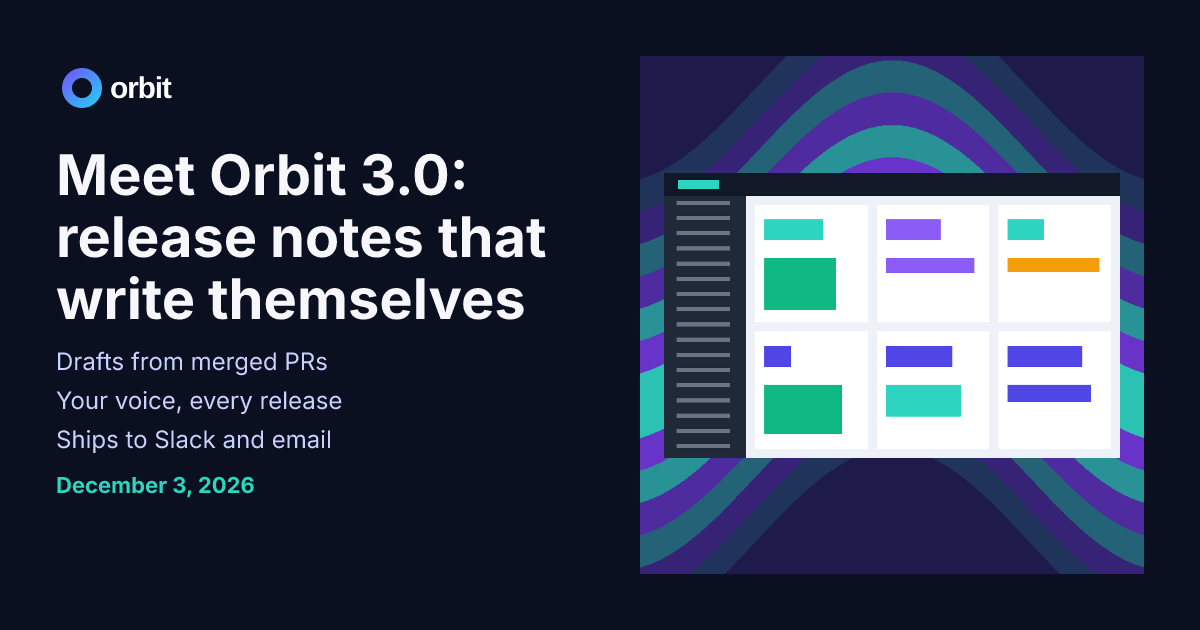 orbit
Meet Orbit 3.0:
release notes that
write themselves
Drafts from merged PRs
Your voice, every release
Ships to Slack and email
December 3, 2026